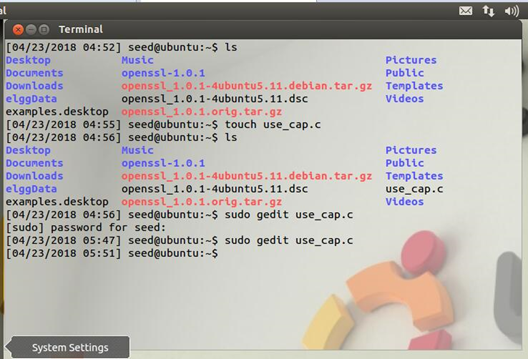 al
Terminal
[04/23/2018 04:52] seed@ubuntu:~$ ls
Desktop Music Pictures
Documents openssl-1.0.1 Public
Downloads openssl_1.0.1-4ubuntu5.11.debian.tar.gz Templates
elggData openssl_1.0.1-4ubuntu5.11.dsc Videos
examples.desktop openssl_1.0.1.orig.tar.gz
[04/23/2018 04:55] seed@ubuntu:~$ touch use_cap.c
[04/23/2018 04:56] seed@ubuntu:~$ ls
Desktop Music Pictures
Documents openssl-1.0.1 Public
Downloads openssl_1.0.1-4ubuntu5.11.debian.tar.gz Templates
elggData openssl_1.0.1-4ubuntu5.11.dsc use_cap.c
examples.desktop openssl_1.0.1.orig.tar.gz Videos
[04/23/2018 04:56] seed@ubuntu:~$ sudo gedit use_cap.c
[sudo] password for seed:
[04/23/2018 05:47] seed@ubuntu:~$ sudo gedit use_cap.c
[04/23/2018 05:51] seed@ubuntu:~$
System Settings